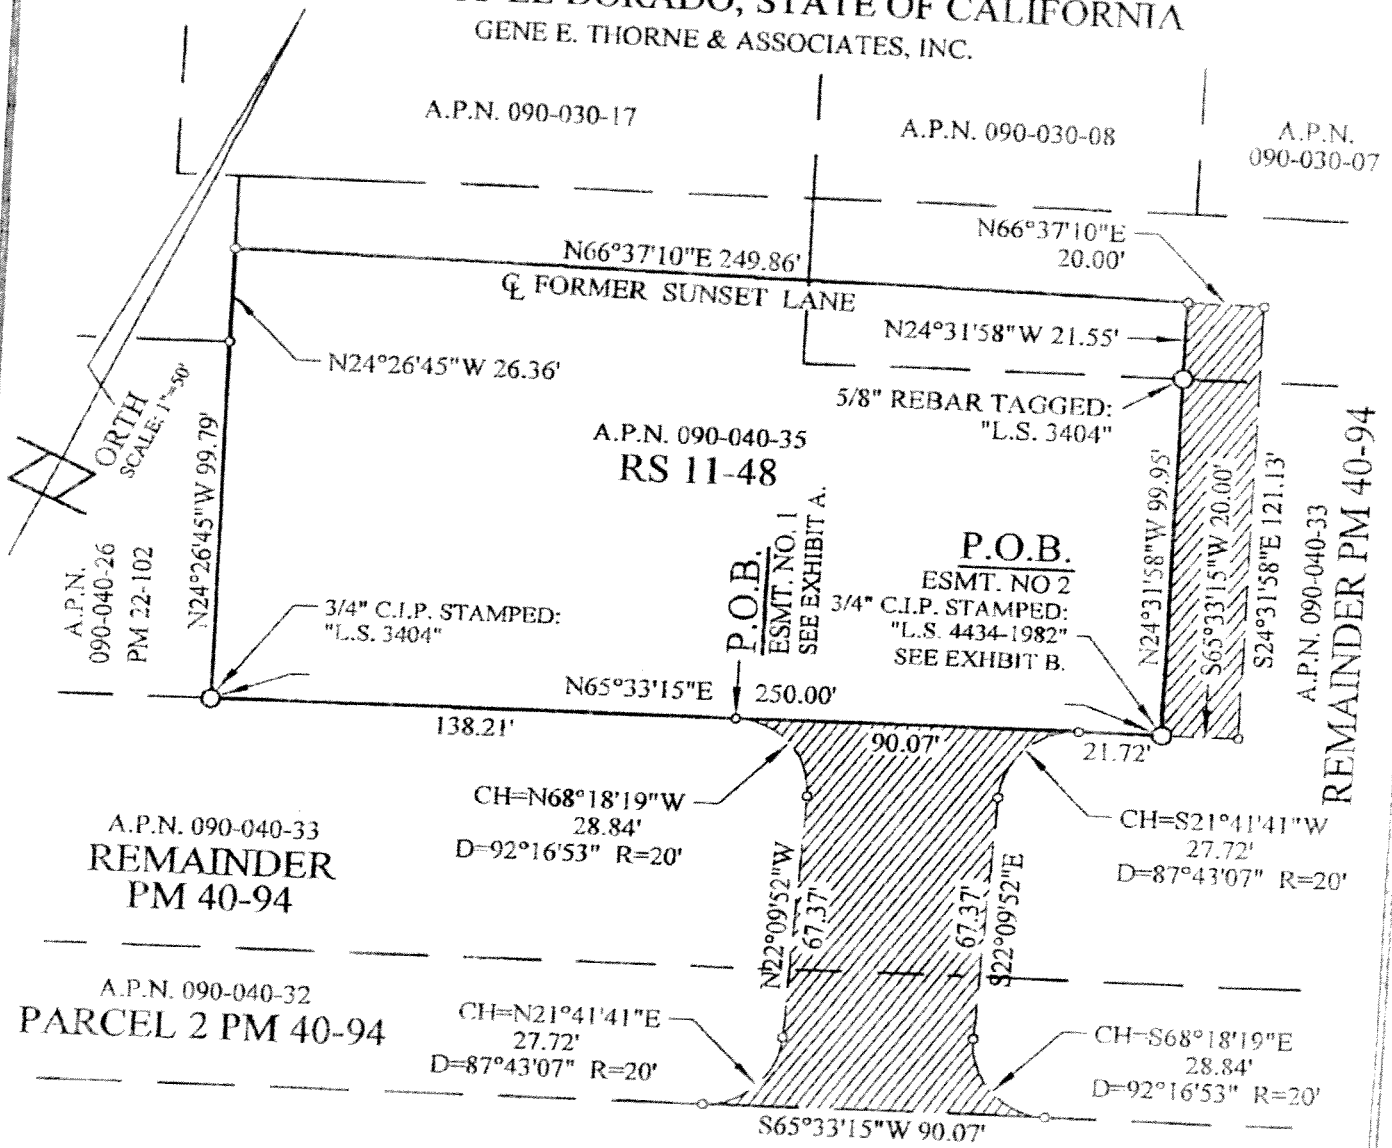 EL DORADO, STATE OF CALIFORNIA
GENE E. THORNE & ASSOCIATES, INC.
A.P.N. 090-030-17
A.P.N. 090-030-08
A.P.N.
090-030-07
N66°37'10"E
20.00'
N66°37'10"E 249.86'
℄ FORMER SUNSET LANE
N24°31'58"W 21.55'
N24°26'45"W 26.36'
5/8" REBAR TAGGED:
"L.S. 3404"
ORTH
SCALE: 1"=50'
A.P.N. 090-040-35
RS 11-48
N24°26'45"W 99.79'
A.P.N.
090-040-26
PM 22-102
3/4" C.I.P. STAMPED:
"L.S. 3404"
P.O.B.
ESMT. NO. 1
SEE EXHIBIT A.
P.O.B.
ESMT. NO 2
3/4" C.I.P. STAMPED:
"L.S. 4434-1982"
SEE EXHBIT B.
N24°31'58"W 99.95'
S65°33'15"W 20.00'
S24°31'58"E 121.13'
A.P.N. 090-040-33
REMAINDER PM 40-94
N65°33'15"E 250.00'
138.21'
90.07'
21.72'
CH=N68°18'19"W
28.84'
D=92°16'53" R=20'
CH=S21°41'41"W
27.72'
D=87°43'07" R=20'
A.P.N. 090-040-33
REMAINDER
PM 40-94
N22°09'52"W
67.37'
67.37'
S22°09'52"E
A.P.N. 090-040-32
PARCEL 2 PM 40-94
CH=N21°41'41"E
27.72'
D=87°43'07" R=20'
CH=S68°18'19"E
28.84'
D=92°16'53" R=20'
S65°33'15"W 90.07'